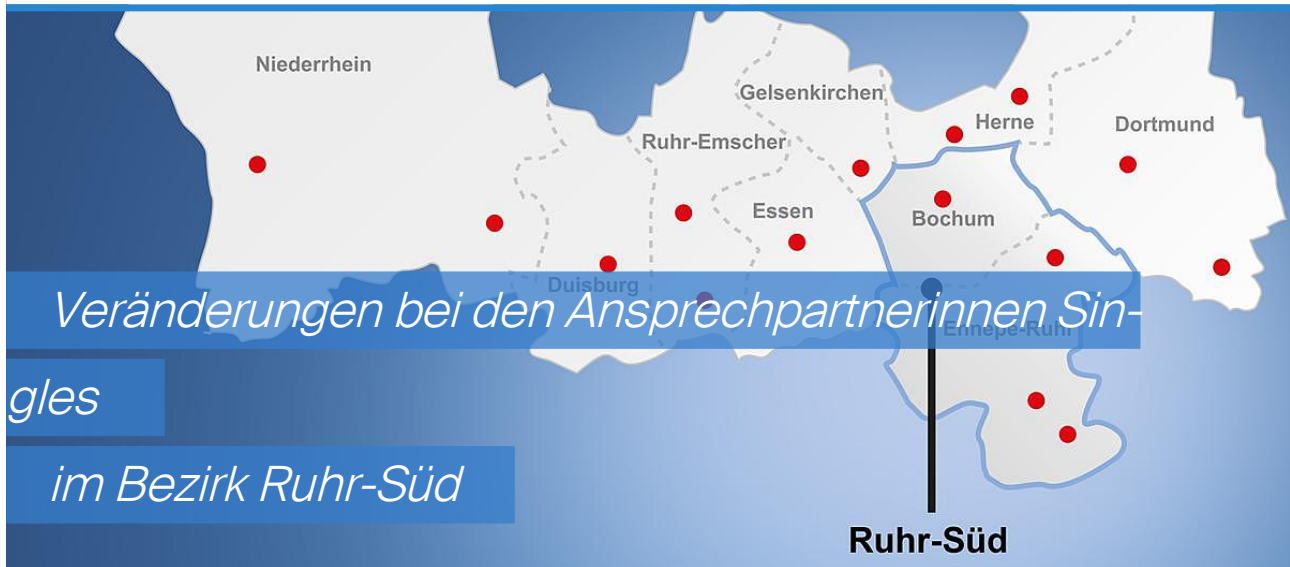 Niederrhein
Gelsenkirchen
Herne
Dortmund
Ruhr-Emscher
Essen
Bochum
Duisburg
Veränderungen bei den Ansprechpartnerinnen Sin-
Ennepe-Ruhr
gles
im Bezirk Ruhr-Süd
Ruhr-Süd